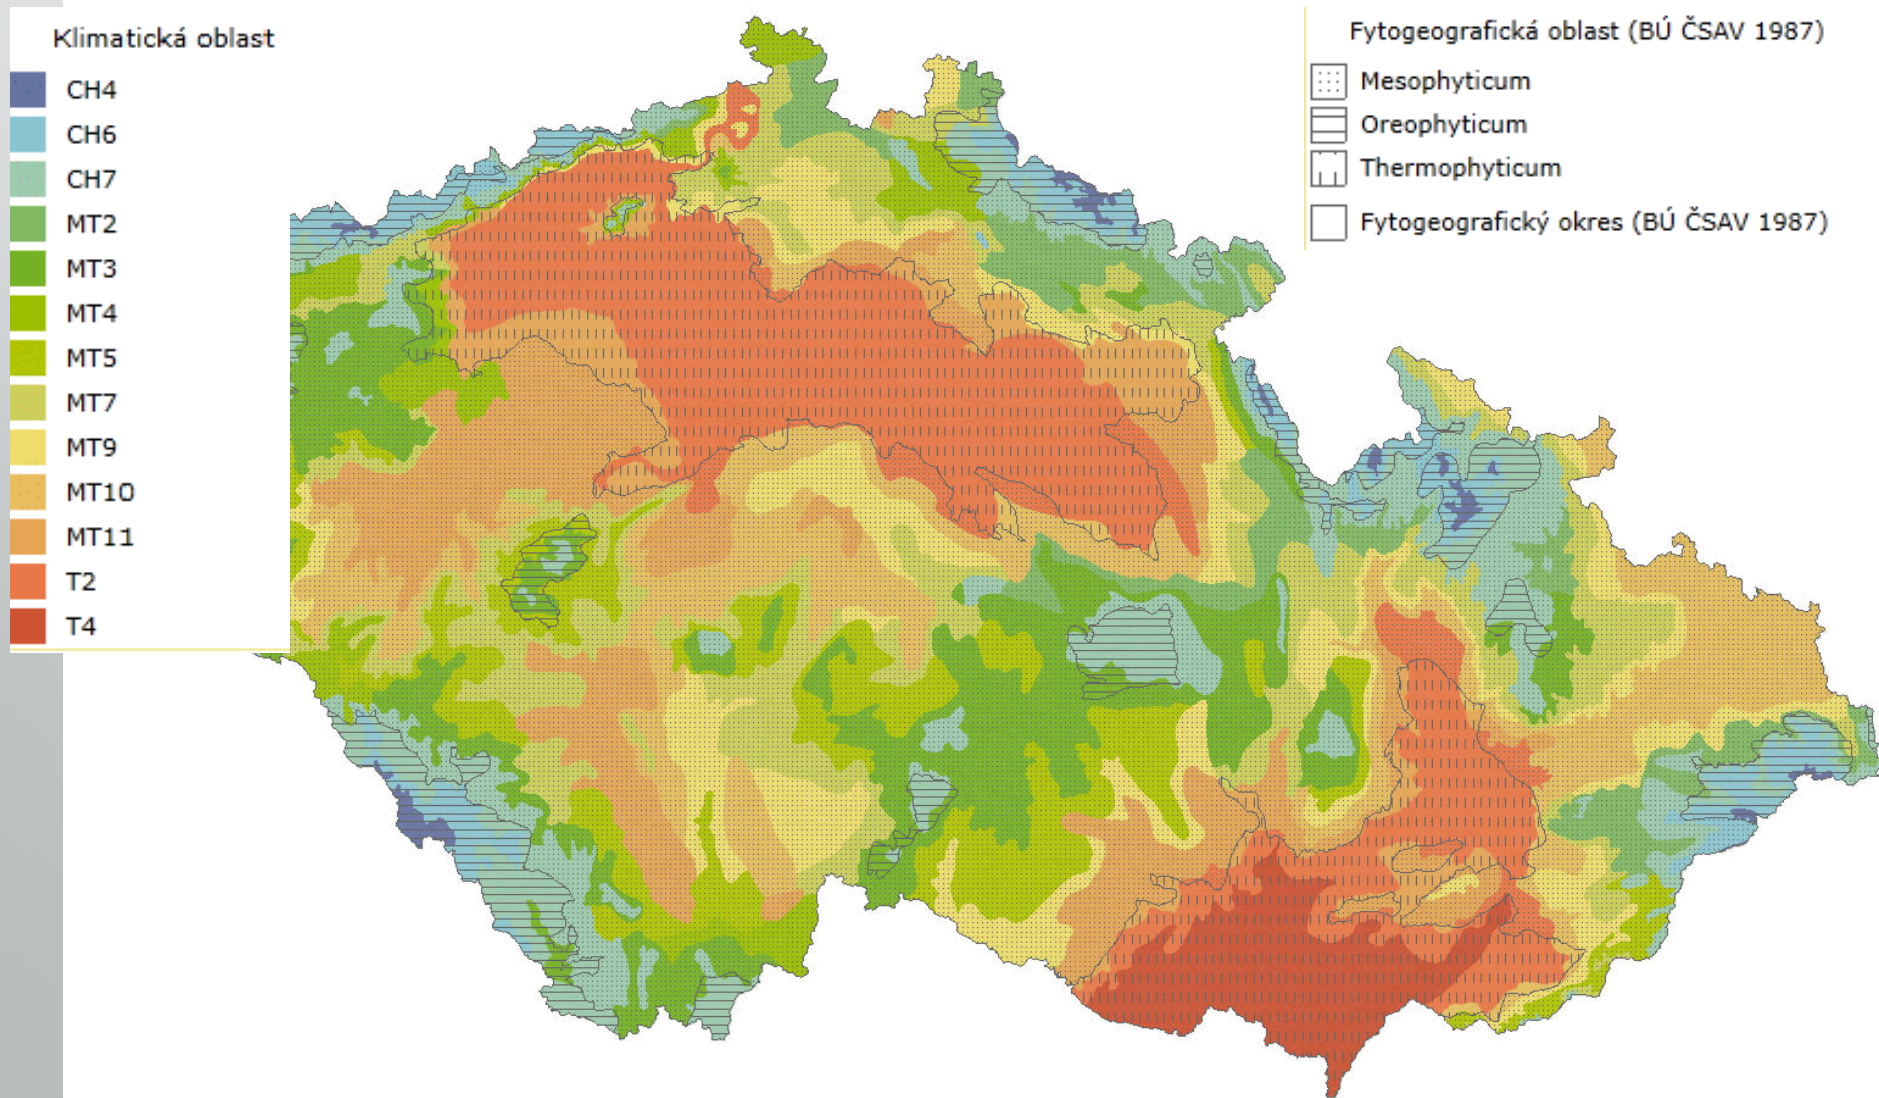 Klimatická oblast
CH4
CH6
CH7
MT2
MT3
MT4
MT5
MT7
MT9
MT10
MT11
T2
T4
Fytogeografická oblast (BÚ ČSAV 1987)
Mesophyticum
Oreophyticum
Thermophyticum
Fytogeografický okres (BÚ ČSAV 1987)